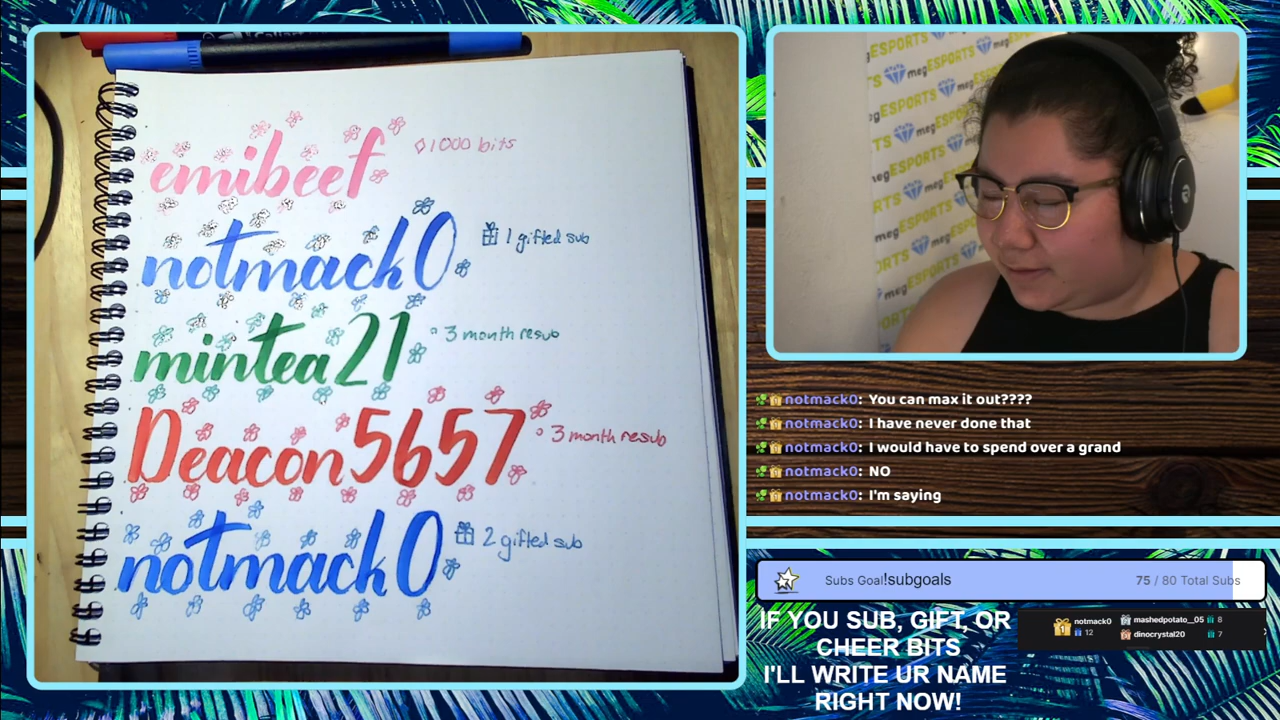 emibeef 1000 bits
notmack0 1 gifted sub
mintea21 3 month resub
Deacon5657 3 month resub
notmack0 2 gifted sub
megESPORTS
notmack0: You can max it out????
notmack0: I have never done that
notmack0: I would have to spend over a grand
notmack0: NO
notmack0: I'm saying
Subs Goal !subgoals 75 / 80 Total Subs
IF YOU SUB, GIFT, OR
CHEER BITS
I'LL WRITE UR NAME
RIGHT NOW!
1 notmack0 12
mashedpotato__05 8
dinocrystal20 7